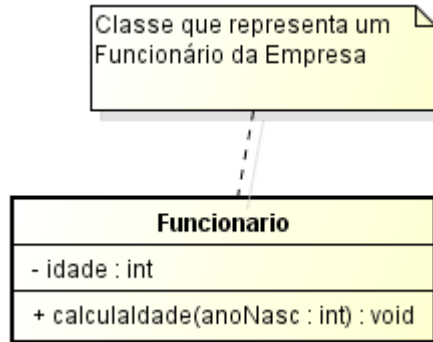 Classe que representa um
Funcionário da Empresa
Funcionario
- idade : int
+ calculaIdade(anoNasc : int) : void